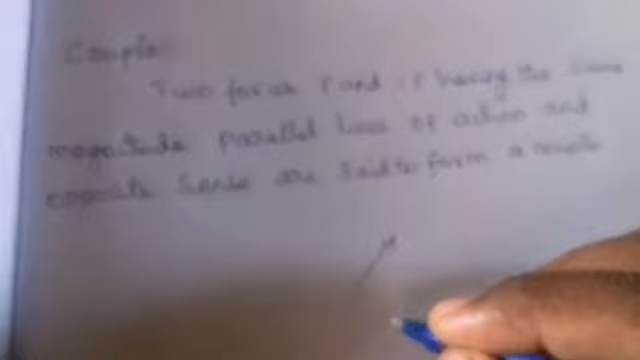 Couple:
Two forces F and -F having the same
magnitude parallel lines of action and
opposite sense are said to form a couple